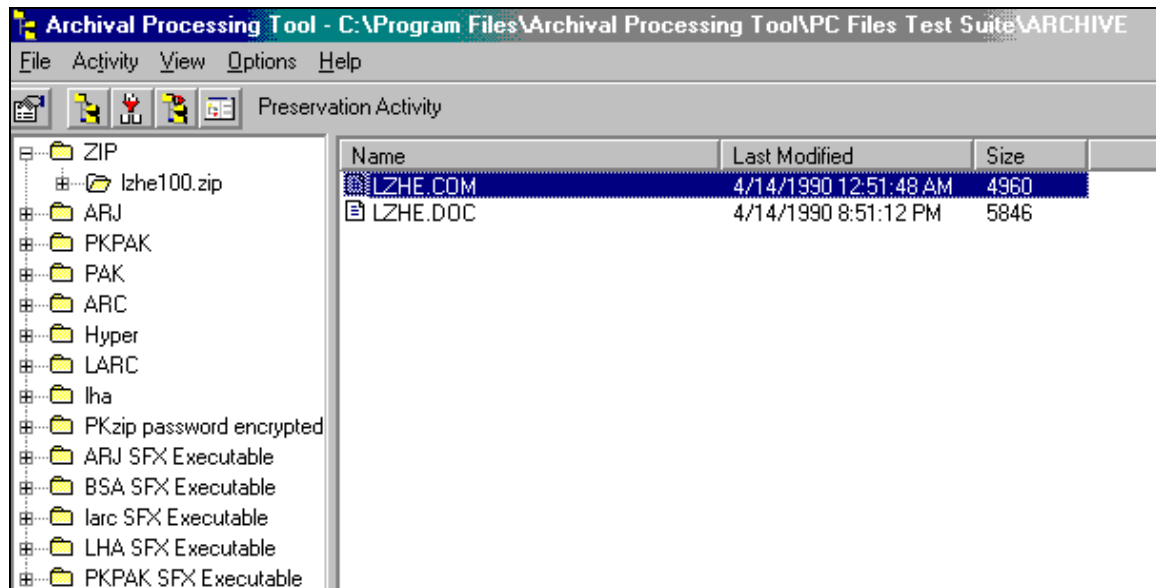 Archival Processing Tool - C:\Program Files\Archival Processing Tool\PC Files Test Suite\ARCHIVE
File Activity View Options Help
Preservation Activity
ZIP
lzhe100.zip
ARJ
PKPAK
PAK
ARC
Hyper
LARC
lha
PKzip password encrypted
ARJ SFX Executable
BSA SFX Executable
larc SFX Executable
LHA SFX Executable
PKPAK SFX Executable
Name Last Modified Size
LZHE.COM 4/14/1990 12:51:48 AM 4960
LZHE.DOC 4/14/1990 8:51:12 PM 5846